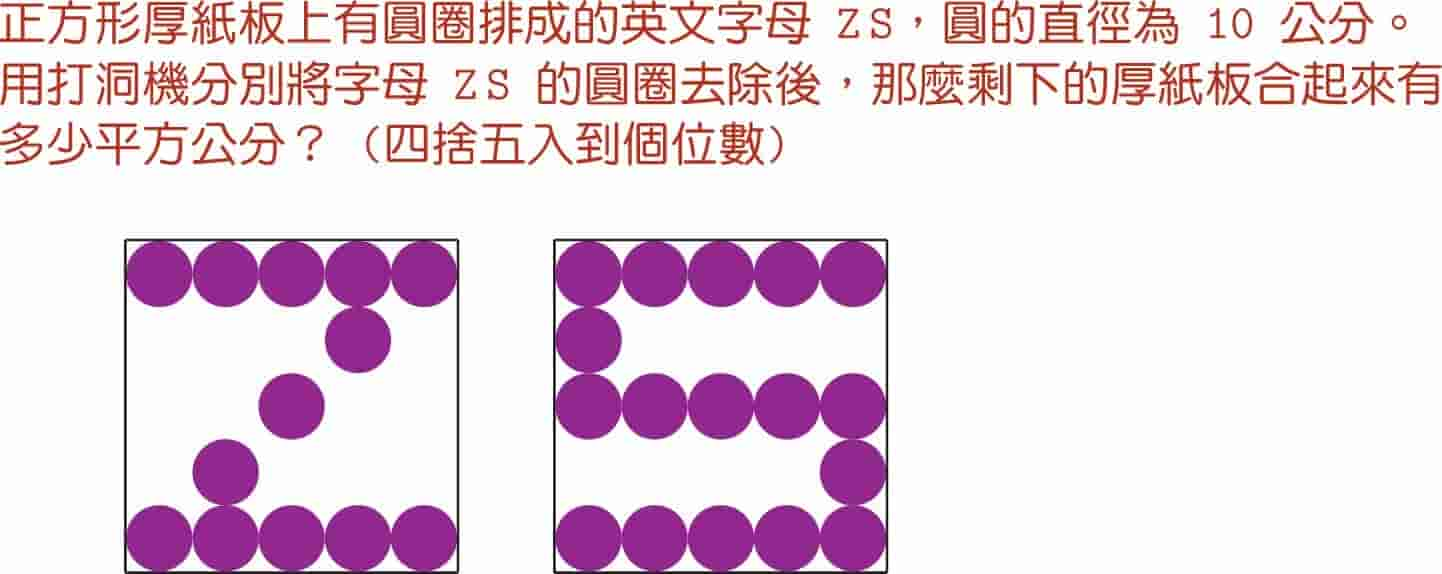 正方形厚紙板上有圓圈排成的英文字母 ZS，圓的直徑為 10 公分。
用打洞機分別將字母 ZS 的圓圈去除後，那麼剩下的厚紙板合起來有
多少平方公分？（四捨五入到個位數）